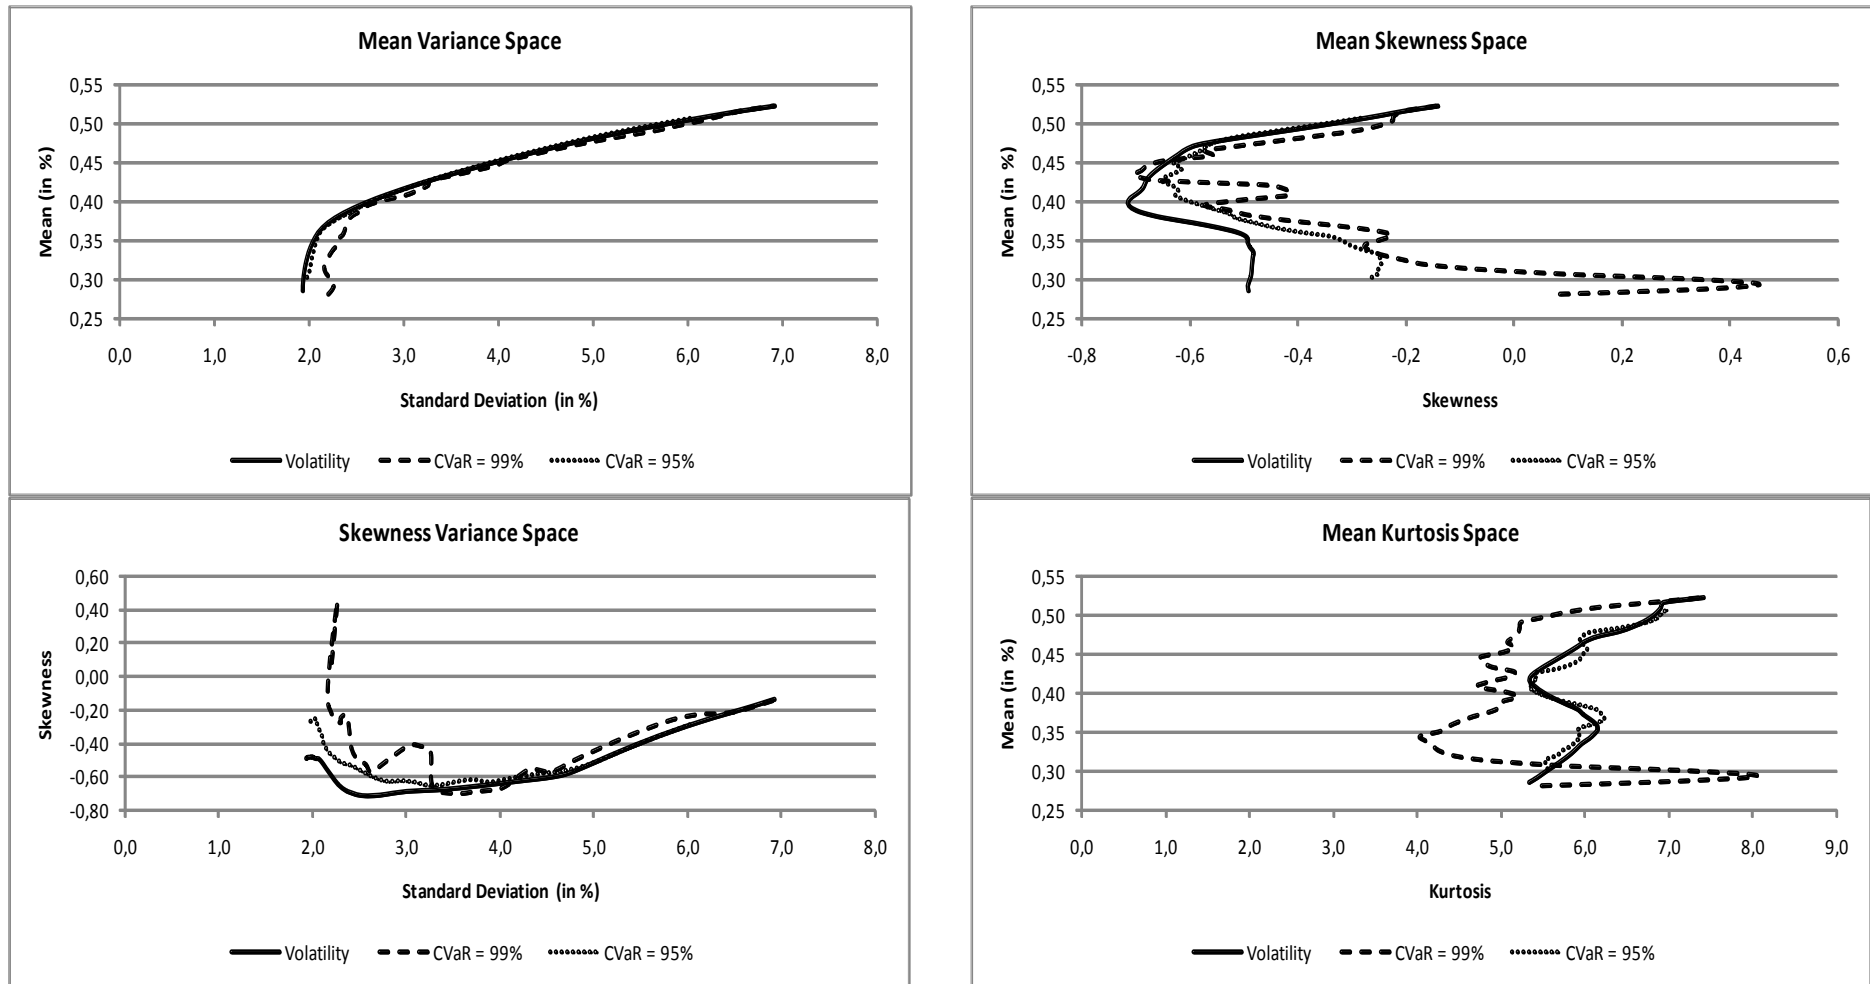 Mean Variance Space
0,55
0,50
0,45
0,40
0,35
0,30
0,25
Mean (in %)
0,0 1,0 2,0 3,0 4,0 5,0 6,0 7,0 8,0
Standard Deviation (in %)
Volatility CVaR = 99% CVaR = 95%
Mean Skewness Space
0,55
0,50
0,45
0,40
0,35
0,30
0,25
Mean (in %)
-0,8 -0,6 -0,4 -0,2 0,0 0,2 0,4 0,6
Skewness
Volatility CVaR = 99% CVaR = 95%
Skewness Variance Space
0,60
0,40
0,20
0,00
-0,20
-0,40
-0,60
-0,80
Skewness
0,0 1,0 2,0 3,0 4,0 5,0 6,0 7,0 8,0
Standard Deviation (in %)
Volatility CVaR = 99% CVaR = 95%
Mean Kurtosis Space
0,55
0,50
0,45
0,40
0,35
0,30
0,25
Mean (in %)
0,0 1,0 2,0 3,0 4,0 5,0 6,0 7,0 8,0 9,0
Kurtosis
Volatility CVaR = 99% CVaR = 95%